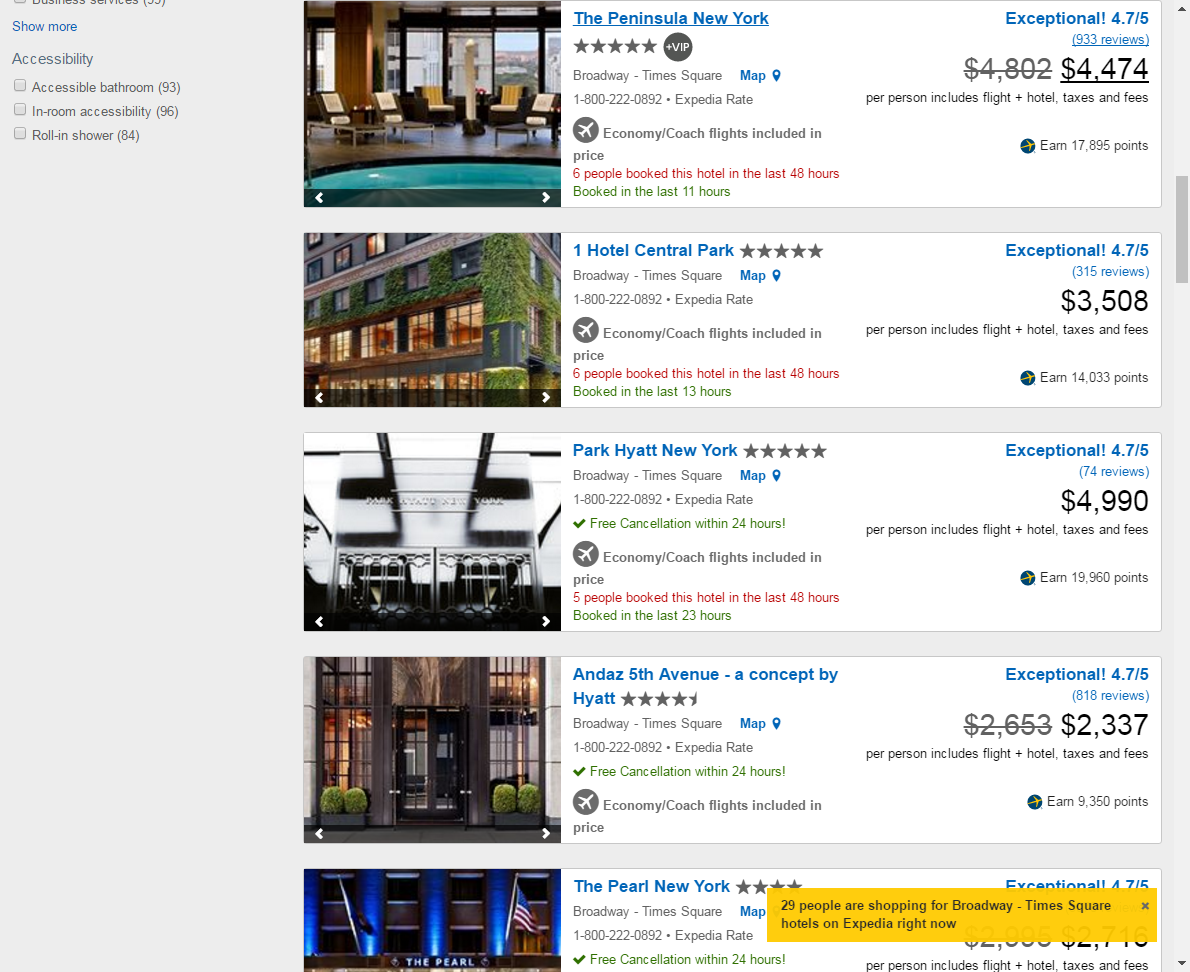 Business services (99)
Show more
Accessibility
Accessible bathroom (93)
In-room accessibility (96)
Roll-in shower (84)
The Peninsula New York
+VIP
Broadway - Times Square Map
1-800-222-0892 • Expedia Rate
Economy/Coach flights included in
price
6 people booked this hotel in the last 48 hours
Booked in the last 11 hours
Exceptional! 4.7/5
(933 reviews)
$4,802 $4,474
per person includes flight + hotel, taxes and fees
Earn 17,895 points
1 Hotel Central Park
Broadway - Times Square Map
1-800-222-0892 • Expedia Rate
Economy/Coach flights included in
price
6 people booked this hotel in the last 48 hours
Booked in the last 13 hours
Exceptional! 4.7/5
(315 reviews)
$3,508
per person includes flight + hotel, taxes and fees
Earn 14,033 points
PARK HYATT NEW YORK
Park Hyatt New York
Broadway - Times Square Map
1-800-222-0892 • Expedia Rate
Free Cancellation within 24 hours!
Economy/Coach flights included in
price
5 people booked this hotel in the last 48 hours
Booked in the last 23 hours
Exceptional! 4.7/5
(74 reviews)
$4,990
per person includes flight + hotel, taxes and fees
Earn 19,960 points
Andaz 5th Avenue - a concept by
Hyatt
Broadway - Times Square Map
1-800-222-0892 • Expedia Rate
Free Cancellation within 24 hours!
Economy/Coach flights included in
price
Exceptional! 4.7/5
(818 reviews)
$2,653 $2,337
per person includes flight + hotel, taxes and fees
Earn 9,350 points
THE PEARL
The Pearl New York
Broadway - Times Square Map
1-800-222-0892 • Expedia Rate
Free Cancellation within 24 hours!
Exceptional! 4.7/5
29 people are shopping for Broadway - Times Square
hotels on Expedia right now
$2,995 $2,716
per person includes flight + hotel, taxes and fees